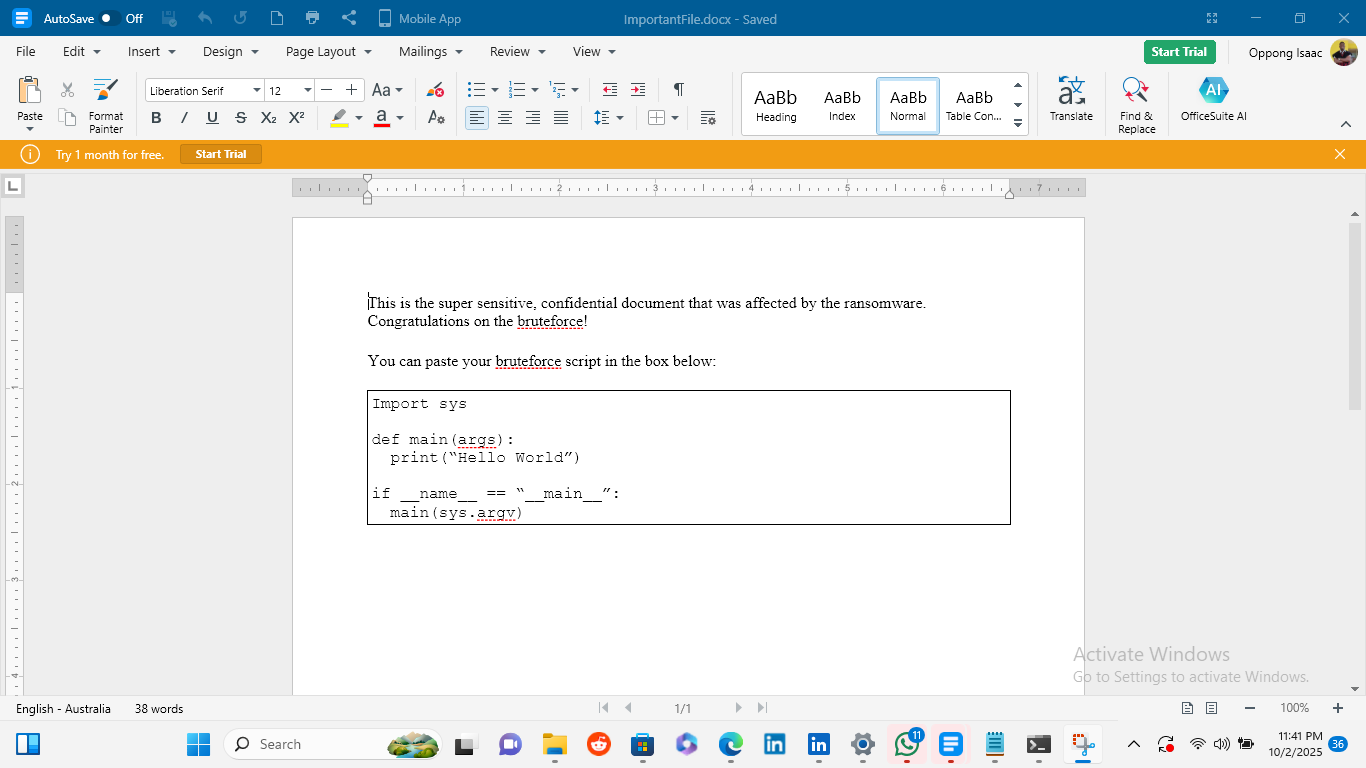 AutoSave Off Mobile App ImportantFile.docx - Saved
File Edit Insert Design Page Layout Mailings Review View Start Trial Oppong Isaac
Liberation Serif 12 Aa
Paste Format Painter B I U S X₂ X² A Aa
AaBb AaBb AaBb AaBb
Heading Index Normal Table Con...
Translate Find & Replace AI OfficeSuite AI
Try 1 month for free. Start Trial
L
1 2 3 4 5 6 7
This is the super sensitive, confidential document that was affected by the ransomware.
Congratulations on the bruteforce!
You can paste your bruteforce script in the box below:
Import sys
def main(args):
print(“Hello World”)
if __name__ == “__main__”:
main(sys.argv)
1
2
3
4
Activate Windows
Go to Settings to activate Windows.
English - Australia 38 words 1/1 100%
Search
11
11:41 PM
10/2/2025
36